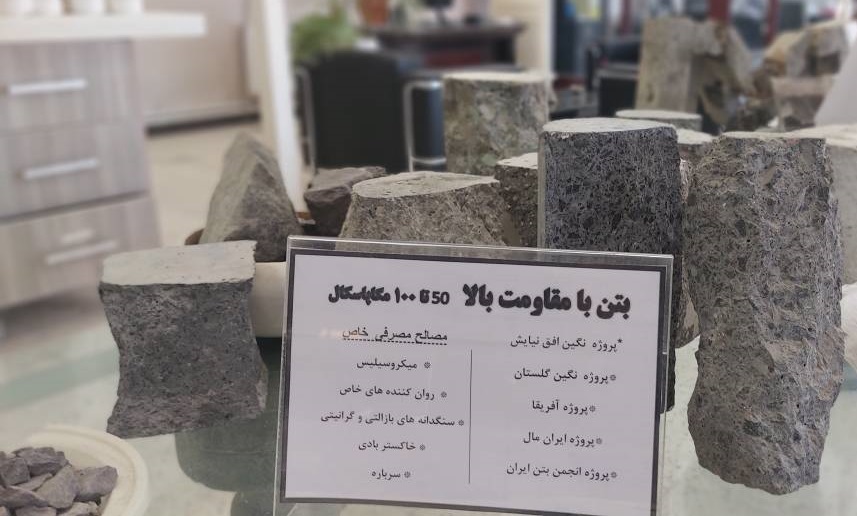 بتن با مقاومت بالا 50 تا ۱۰۰ مگاپاسکال
*پروژه نگین افق نیایش
*پروژه نگین گلستان
*پروژه آفریقا
*پروژه ایران مال
*پروژه انجمن بتن ایران
مصالح مصرفی خاص
* میکروسیلیس
* روان کننده های خاص
* سنگدانه های بازالتی و گرانیتی
* خاکستر بادی
* سرباره